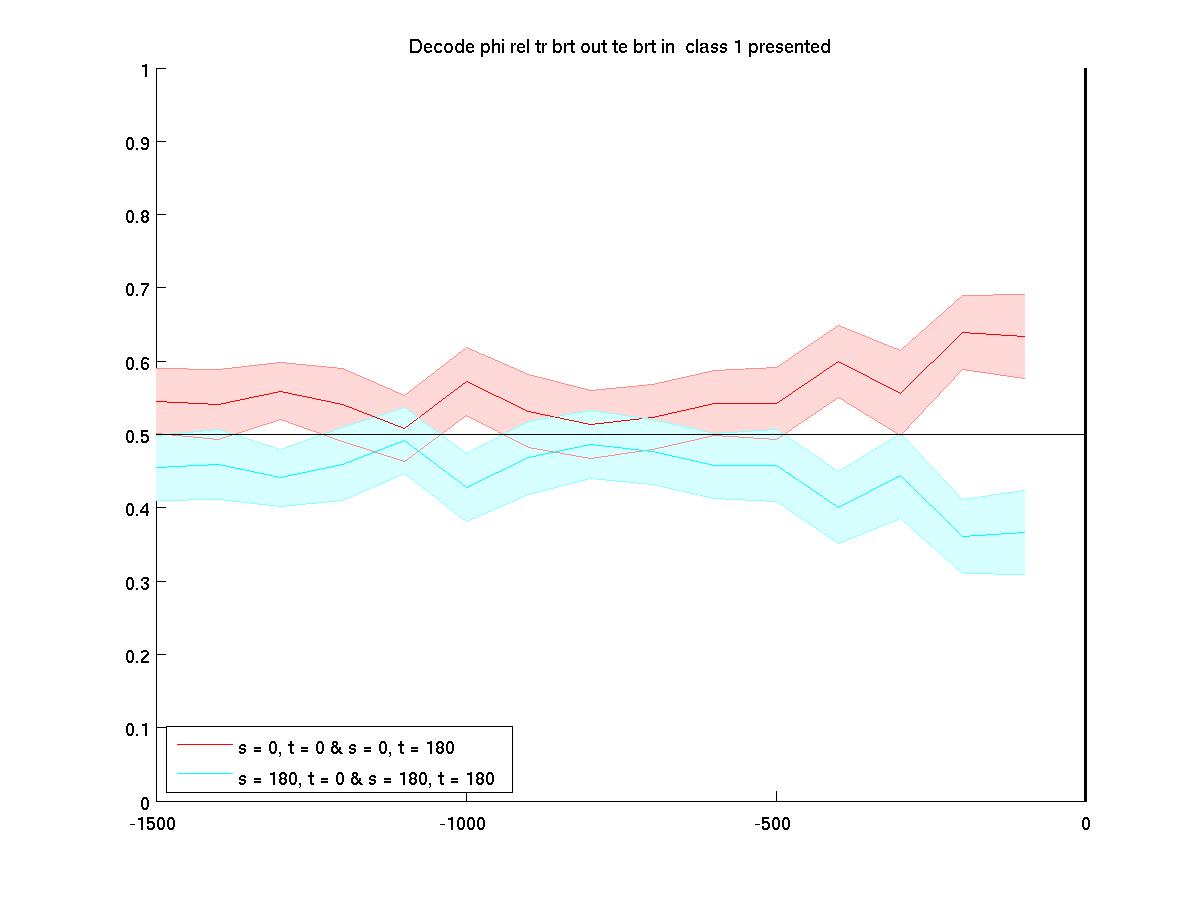 Decode phi rel tr brt out te brt in  class 1 presented
1
0.9
0.8
0.7
0.6
0.5
0.4
0.3
0.2
0.1
0
s = 0, t = 0 & s = 0, t = 180
s = 180, t = 0 & s = 180, t = 180
-1500 -1000 -500 0